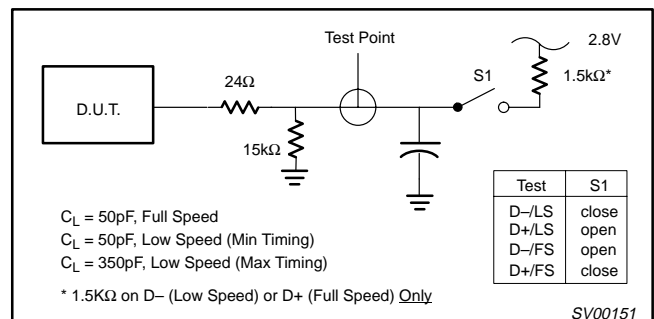 Test Point
2.8V
24Ω
S1
1.5kΩ*
D.U.T.
15kΩ
Test S1
D–/LS close
D+/LS open
D–/FS open
D+/FS close
CL = 50pF, Full Speed
CL = 50pF, Low Speed (Min Timing)
CL = 350pF, Low Speed (Max Timing)
* 1.5KΩ on D– (Low Speed) or D+ (Full Speed) Only
SV00151